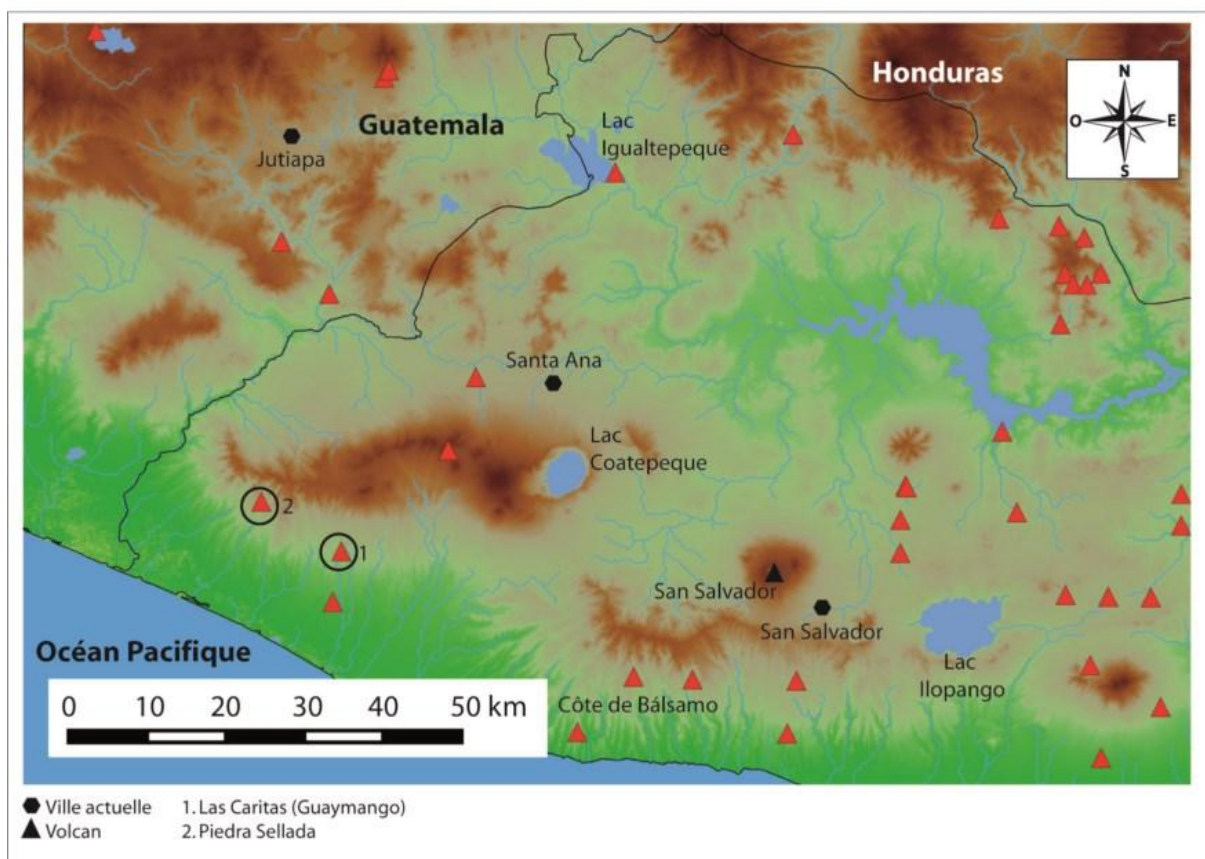 Honduras
N
O
E
S
Guatemala
Jutiapa
Lac
Igualtepeque
Santa Ana
Lac
Coatepeque
2
1
San Salvador
San Salvador
Océan Pacifique
Lac
Ilopango
Côte de Bálsamo
0 10 20 30 40 50 km
Ville actuelle 1. Las Caritas (Guaymango)
Volcan 2. Piedra Sellada